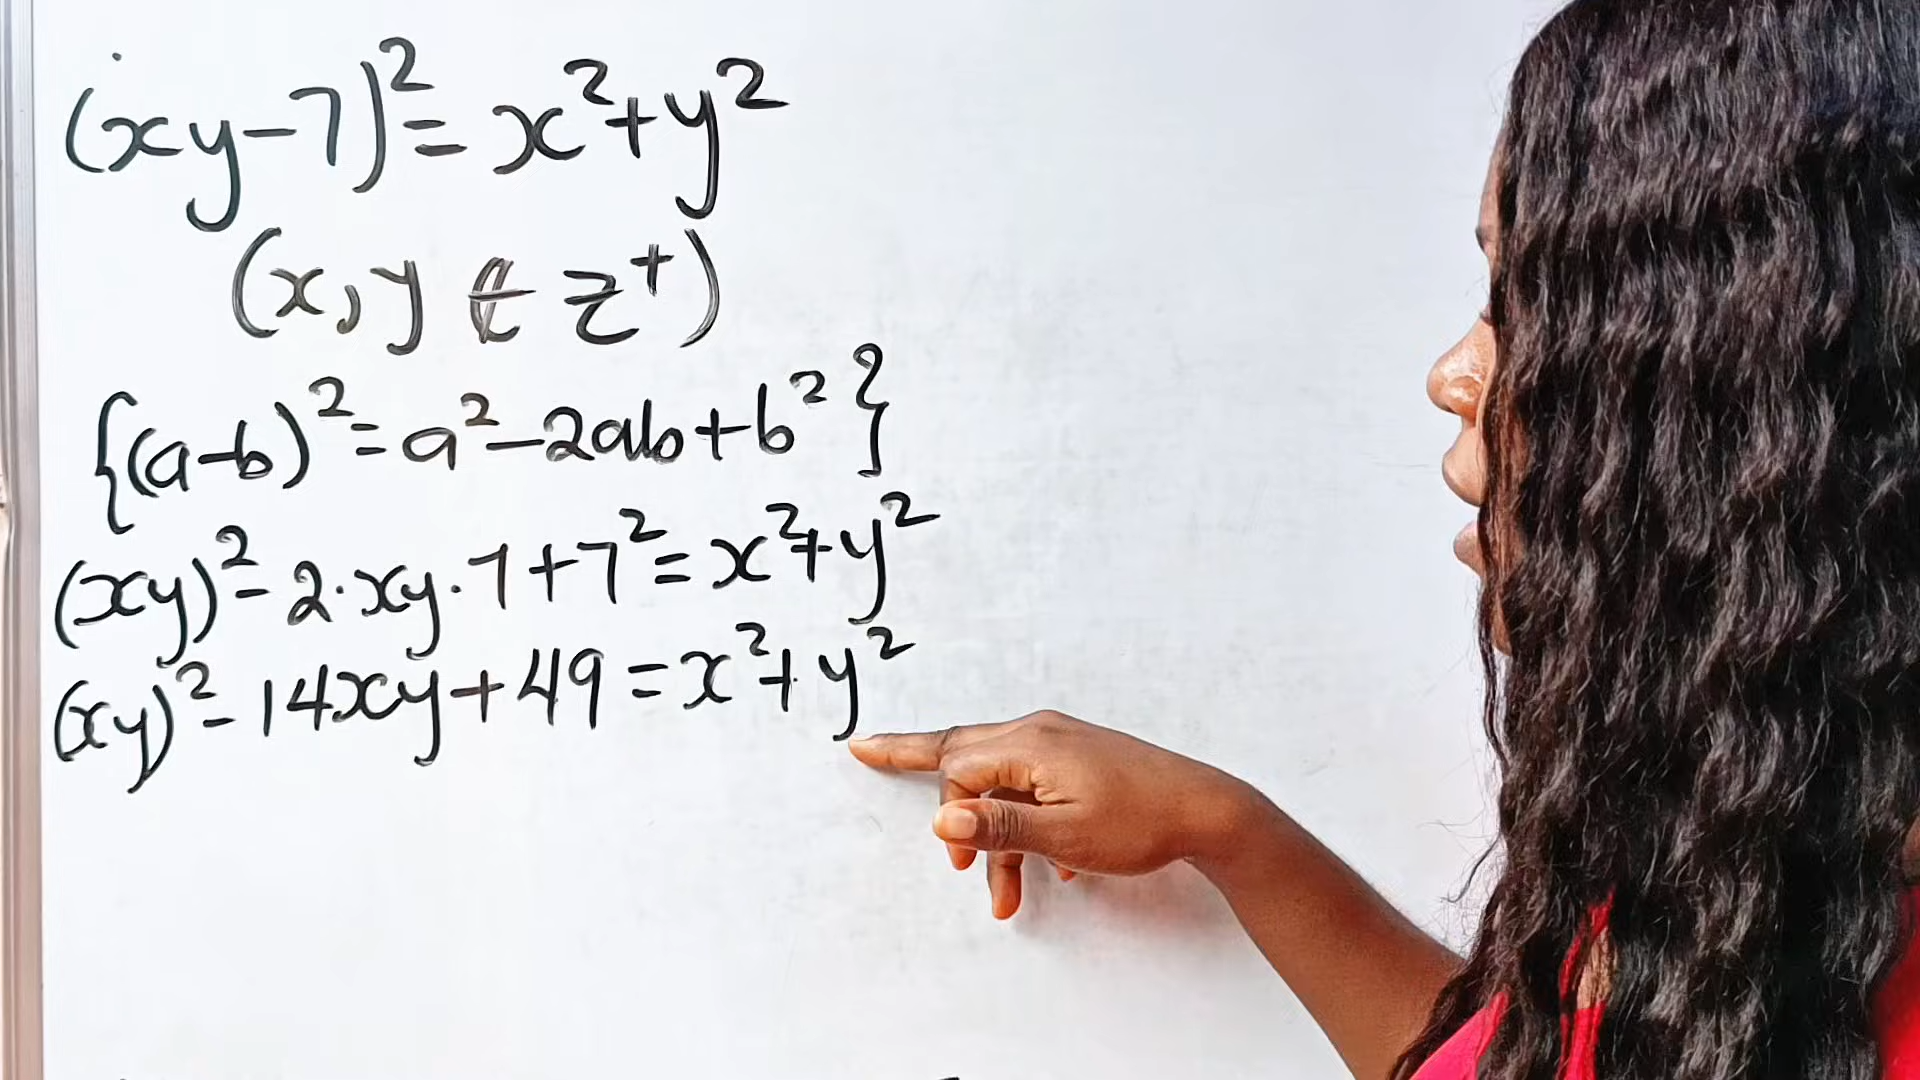 (xy-7)²= x²+y²
(x,y ∈ z⁺)
{(a-b)²=a²-2ab+b²}
(xy)²-2·xy·7+7²=x²+y²
(xy)²-14xy+49=x²+y²